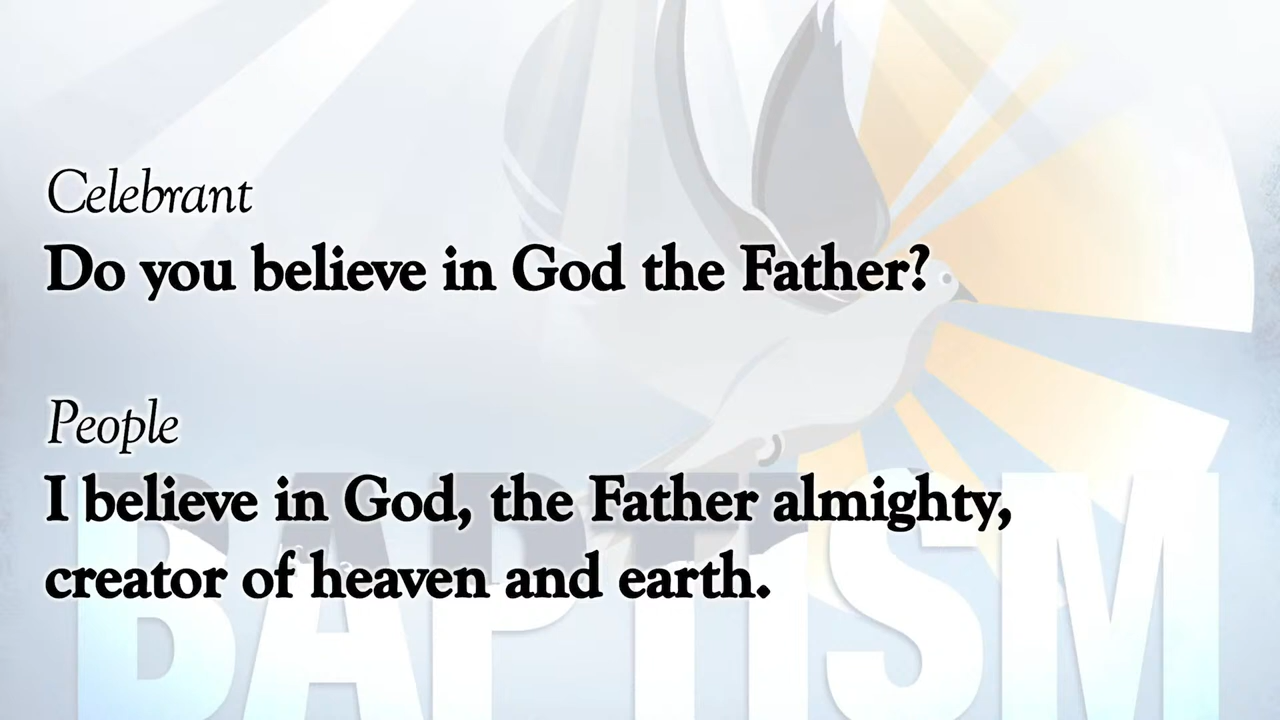 Celebrant
Do you believe in God the Father?
People
I believe in God, the Father almighty,
creator of heaven and earth.
BAPTISM